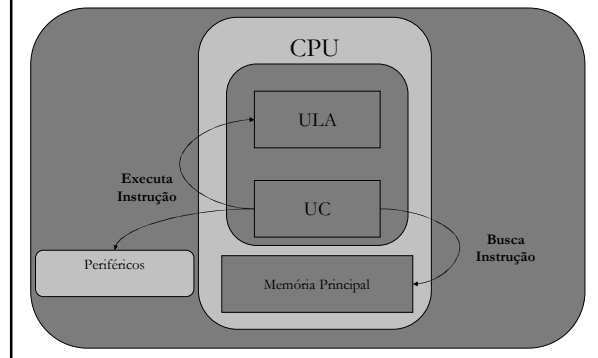 CPU
ULA
Executa
Instrução
UC
Busca
Instrução
Periféricos
Memória Principal